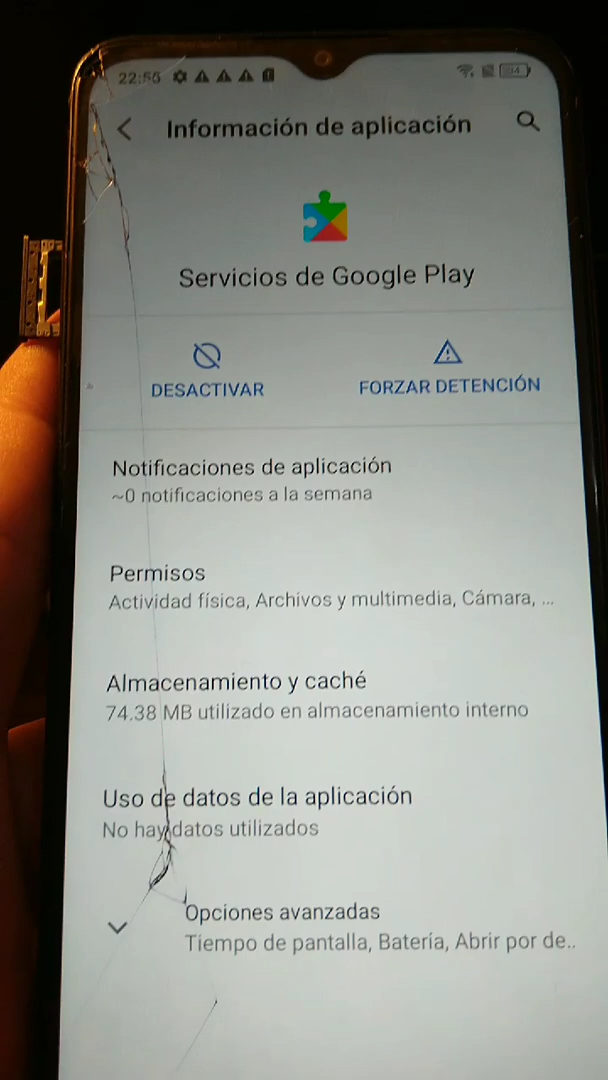 22:55
Información de aplicación
Servicios de Google Play
DESACTIVAR
FORZAR DETENCIÓN
Notificaciones de aplicación
~0 notificaciones a la semana
Permisos
Actividad física, Archivos y multimedia, Cámara, ...
Almacenamiento y caché
74.38 MB utilizado en almacenamiento interno
Uso de datos de la aplicación
No hay datos utilizados
Opciones avanzadas
Tiempo de pantalla, Batería, Abrir por de..